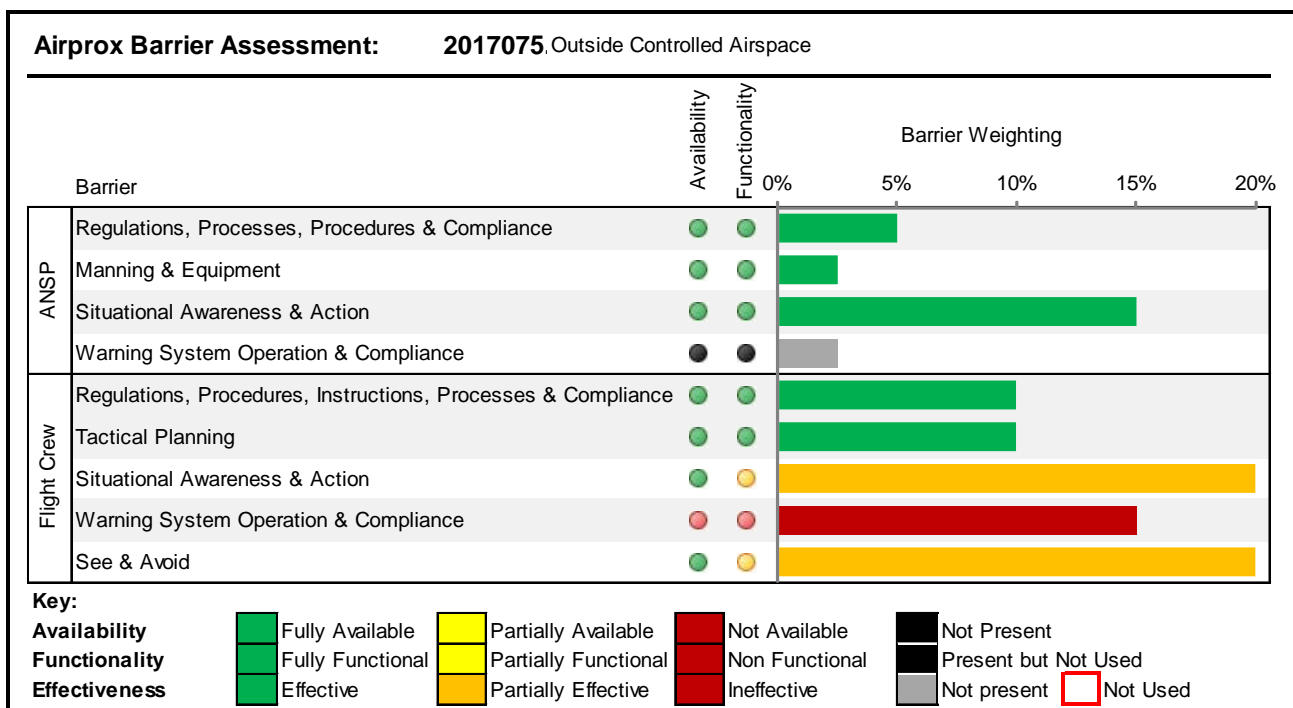 Airprox Barrier Assessment: 2017075, Outside Controlled Airspace
Availability
Functionality
Barrier Weighting
Barrier
0% 5% 10% 15% 20%
ANSP
Regulations, Processes, Procedures & Compliance
Manning & Equipment
Situational Awareness & Action
Warning System Operation & Compliance
Flight Crew
Regulations, Procedures, Instructions, Processes & Compliance
Tactical Planning
Situational Awareness & Action
Warning System Operation & Compliance
See & Avoid
Key:
Availability Fully Available Partially Available Not Available Not Present
Functionality Fully Functional Partially Functional Non Functional Present but Not Used
Effectiveness Effective Partially Effective Ineffective Not present Not Used